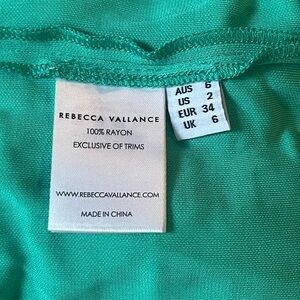 REBECCA VALLANCE
100% RAYON
EXCLUSIVE OF TRIMS
WWW.REBECCAVALLANCE.COM
MADE IN CHINA
AUS 6
US 2
EUR 34
UK 6